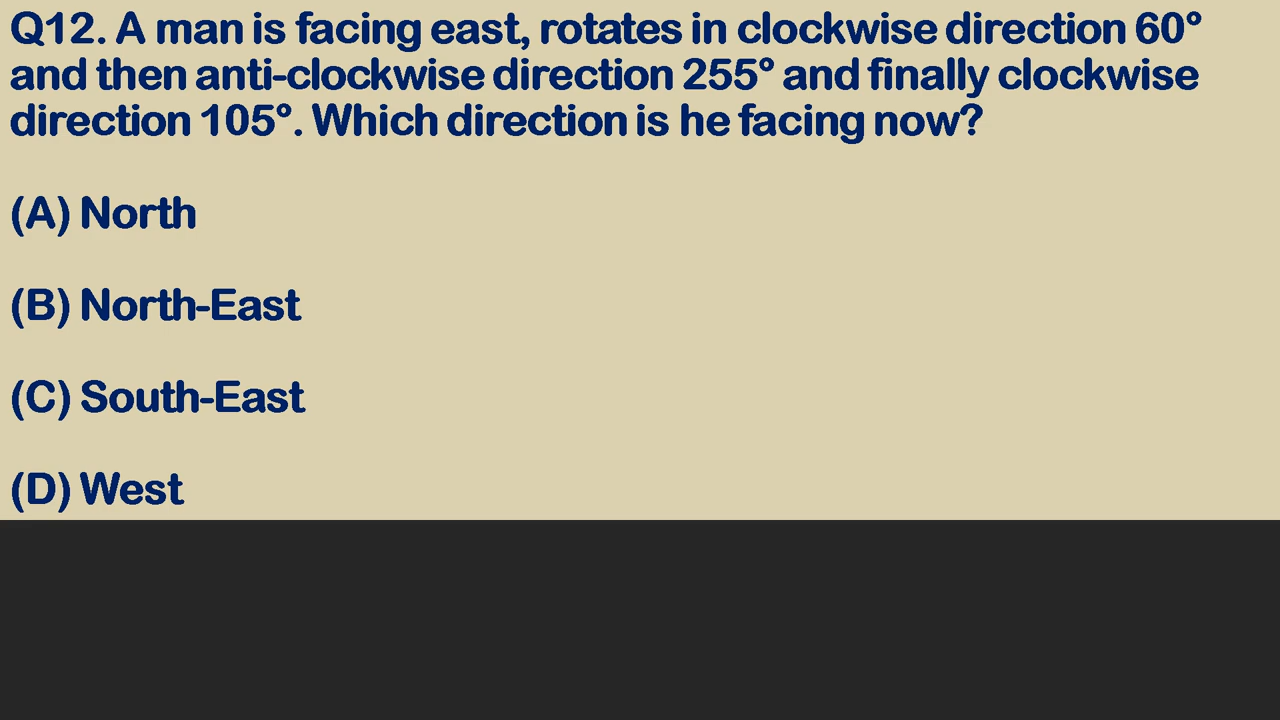 Q12. A man is facing east, rotates in clockwise direction 60°
and then anti-clockwise direction 255° and finally clockwise
direction 105°. Which direction is he facing now?
(A) North
(B) North-East
(C) South-East
(D) West